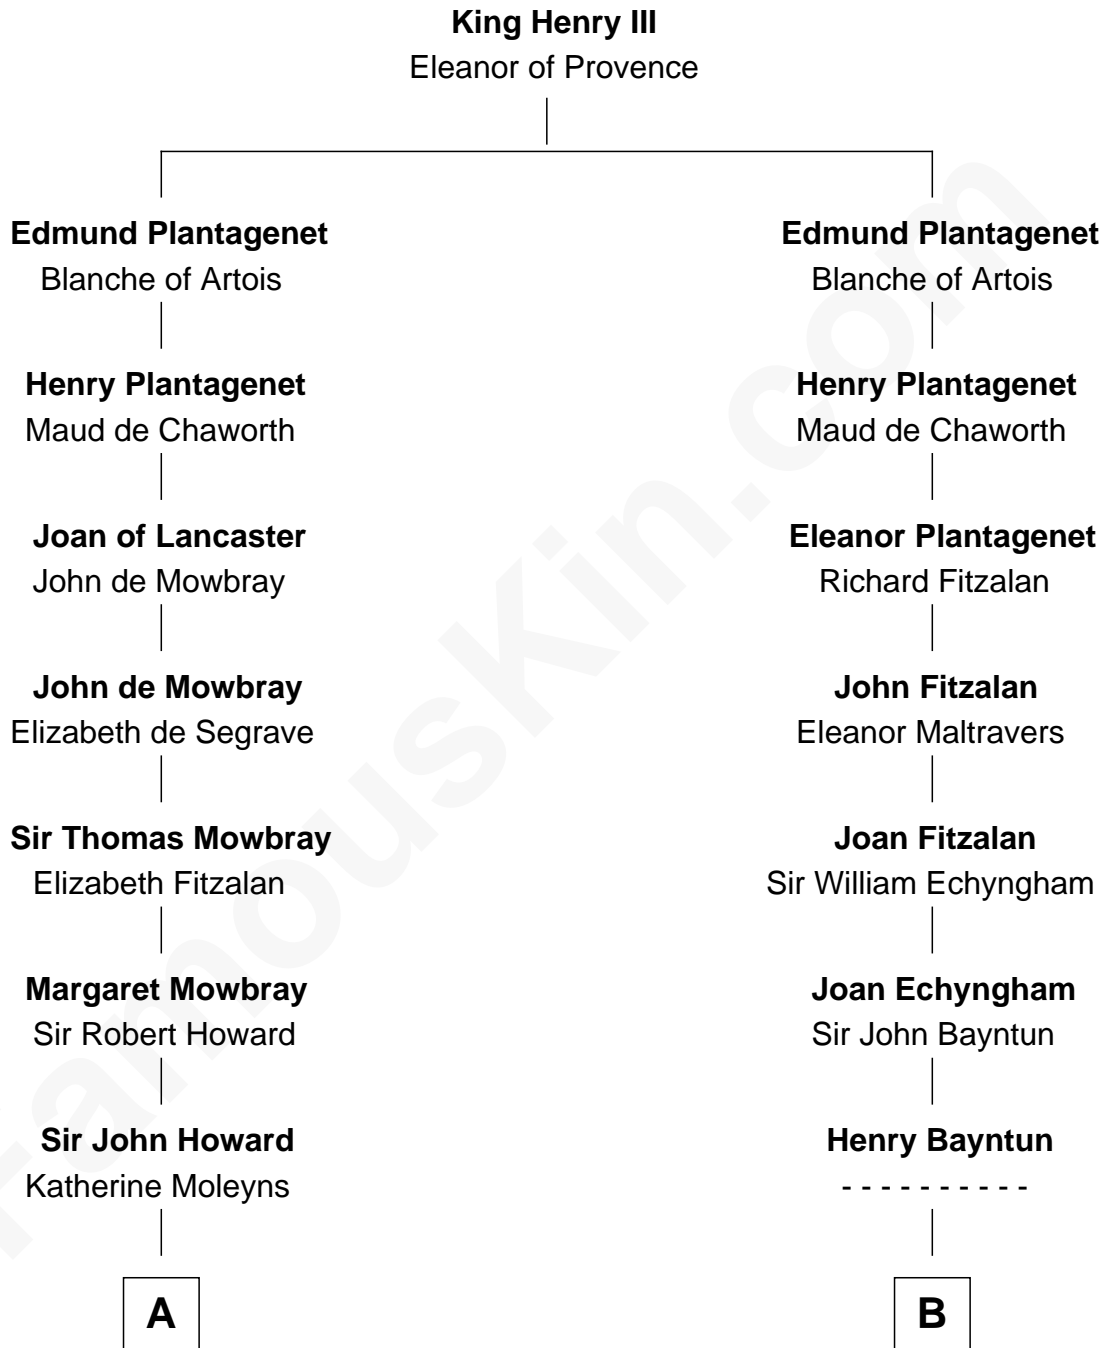 King Henry III
Eleanor of Provence
Edmund Plantagenet
Blanche of Artois
Henry Plantagenet
Maud de Chaworth
Joan of Lancaster
John de Mowbray
John de Mowbray
Elizabeth de Segrave
Sir Thomas Mowbray
Elizabeth Fitzalan
Margaret Mowbray
Sir Robert Howard
Sir John Howard
Katherine Moleyns
A
Edmund Plantagenet
Blanche of Artois
Henry Plantagenet
Maud de Chaworth
Eleanor Plantagenet
Richard Fitzalan
John Fitzalan
Eleanor Maltravers
Joan Fitzalan
Sir William Echyngham
Joan Echyngham
Sir John Bayntun
Henry Bayntun
- - - - - - - - - -
B
FamousKin.com